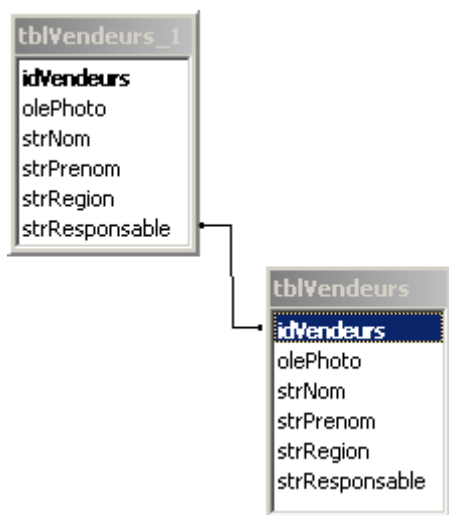 tblVendeurs_1
idVendeurs
olePhoto
strNom
strPrenom
strRegion
strResponsable
tblVendeurs
idVendeurs
olePhoto
strNom
strPrenom
strRegion
strResponsable